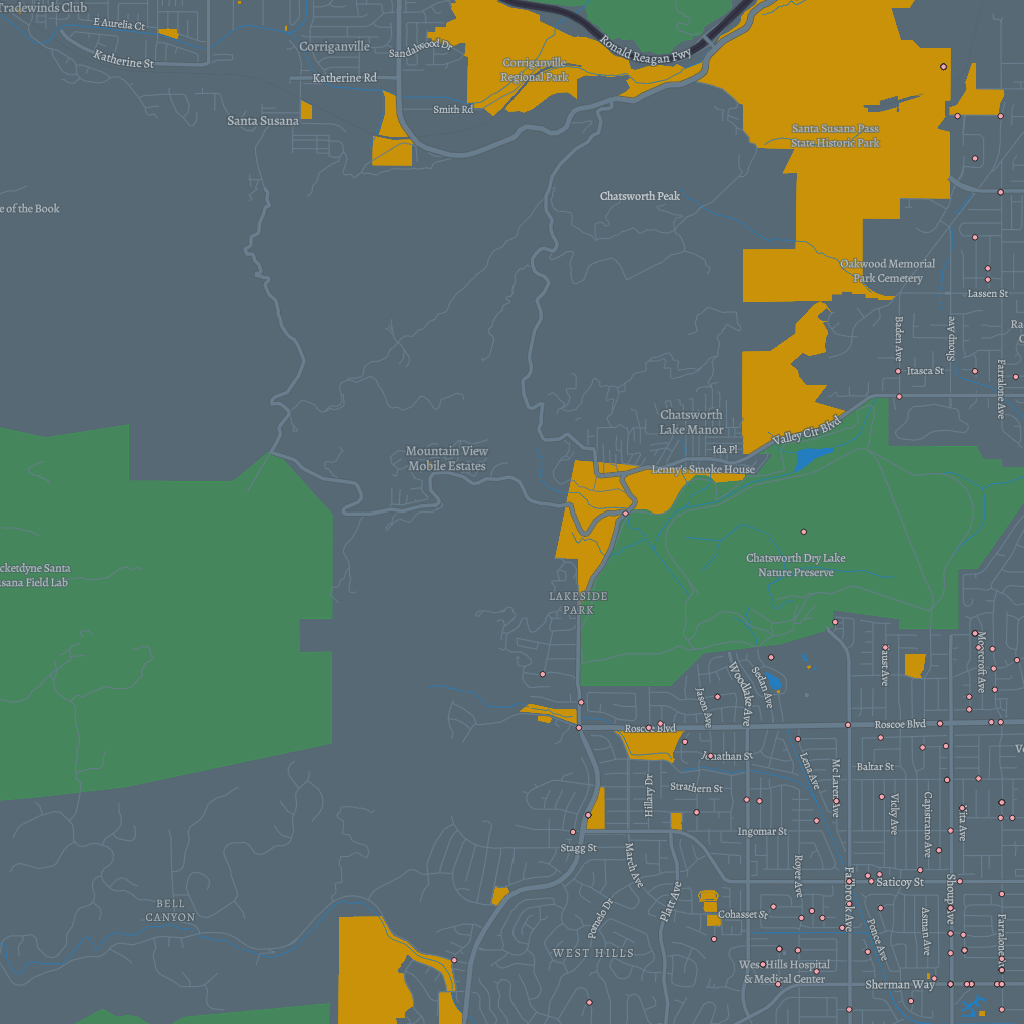 Tradewinds Club
E Aurelia Ct
Katherine St
Corriganville
Sandalwood Dr
Katherine Rd
Ronald Reagan Fwy
Corriganville
Regional Park
Smith Rd
Santa Susana
Santa Susana Pass
State Historic Park
Chatsworth Peak
e of the Book
Oakwood Memorial
Park Cemetery
Lassen St
Baden Ave
Shoup Ave
Itasca St
Farralone Ave
Chatsworth
Lake Manor
Valley Cir Blvd
Ida Pl
Mountain View
Mobile Estates
Lenny's Smoke House
Chatsworth Dry Lake
Nature Preserve
cketdyne Santa
usana Field Lab
LAKESIDE
PARK
Faust Ave
Moorcroft Ave
Woodlake Ave
Sedan Ave
Jason Ave
Roscoe Blvd
Roscoe Blvd
Jonathan St
Baltar St
Lena Ave
Mc Laren Ave
Strathern St
Hillary Dr
Vicky Ave
Capistrano Ave
Vita Ave
Ingomar St
Stagg St
March Ave
Royer Ave
Saticoy St
Fallbrook Ave
Shoup Ave
Platt Ave
Pomelo Dr
Cohasset St
Ponce Ave
Asman Ave
Farralone
BELL
CANYON
WEST HILLS
West Hills Hospital
& Medical Center
Sherman Way